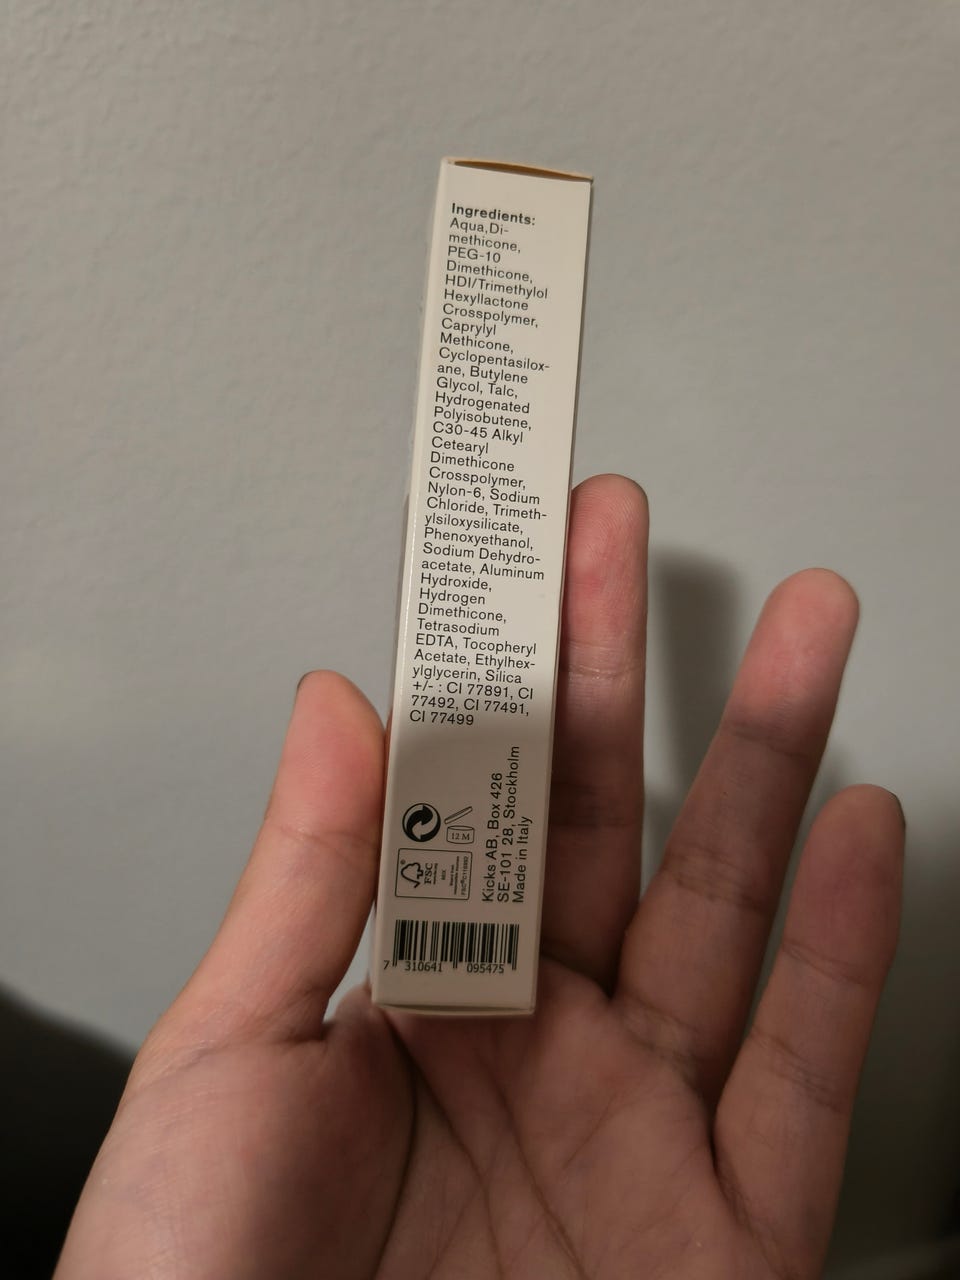 Ingredients:
Aqua,Di-
methicone,
PEG-10
Dimethicone,
HDI/Trimethylol
Hexyllactone
Crosspolymer,
Caprylyl
Methicone,
Cyclopentasilox-
ane, Butylene
Glycol, Talc,
Hydrogenated
Polyisobutene,
C30-45 Alkyl
Cetearyl
Dimethicone
Crosspolymer,
Nylon-6, Sodium
Chloride, Trimeth-
ylsiloxysilicate,
Phenoxyethanol,
Sodium Dehydro-
acetate, Aluminum
Hydroxide,
Hydrogen
Dimethicone,
Tetrasodium
EDTA, Tocopheryl
Acetate, Ethylhex-
ylglycerin, Silica
+/- : CI 77891, CI
77492, CI 77491,
CI 77499
12 M
FSC
MIX
Kicks AB, Box 426
SE-101 28, Stockholm
Made in Italy
7 310641 095475